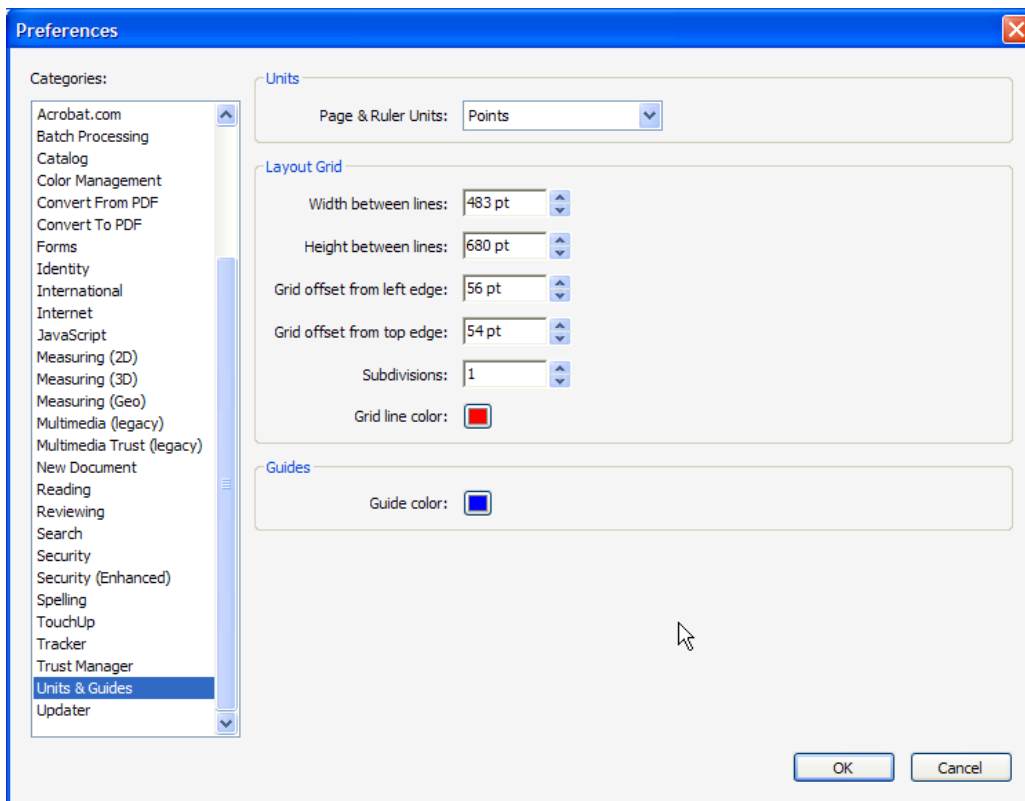 Preferences
Categories:
Acrobat.com
Batch Processing
Catalog
Color Management
Convert From PDF
Convert To PDF
Forms
Identity
International
Internet
JavaScript
Measuring (2D)
Measuring (3D)
Measuring (Geo)
Multimedia (legacy)
Multimedia Trust (legacy)
New Document
Reading
Reviewing
Search
Security
Security (Enhanced)
Spelling
TouchUp
Tracker
Trust Manager
Units & Guides
Updater
Units
Page & Ruler Units: Points
Layout Grid
Width between lines: 483 pt
Height between lines: 680 pt
Grid offset from left edge: 56 pt
Grid offset from top edge: 54 pt
Subdivisions: 1
Grid line color:
Guides
Guide color:
OK Cancel